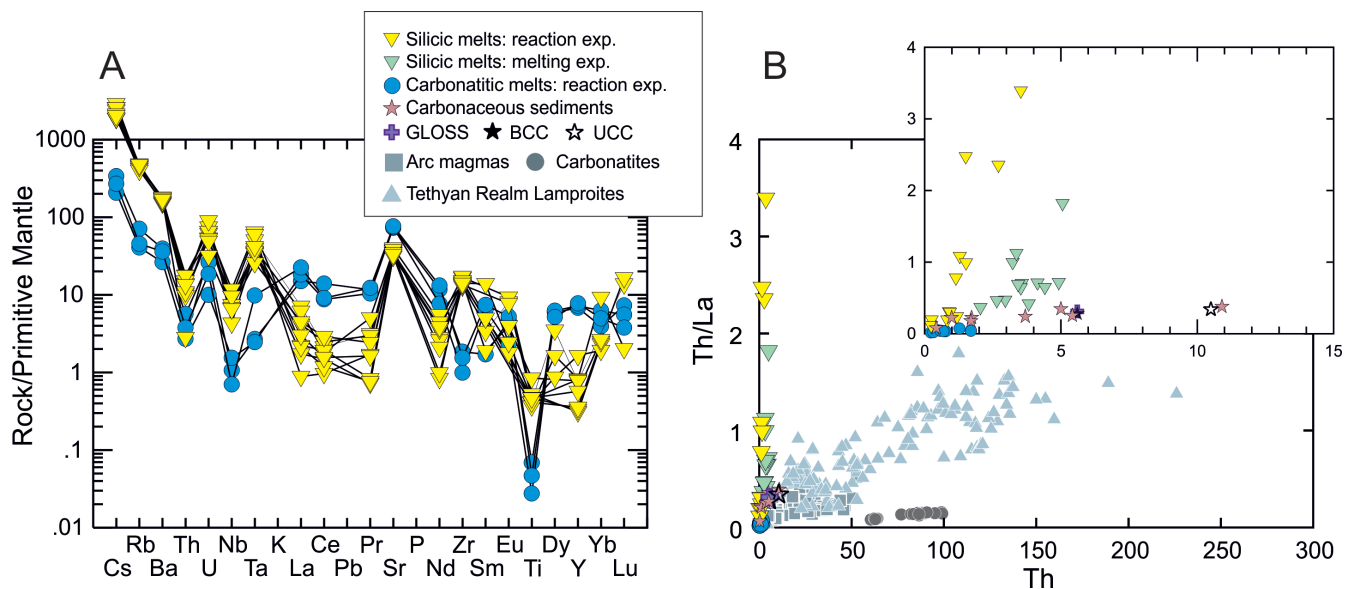 A
Silicic melts: reaction exp.
Silicic melts: melting exp.
Carbonatitic melts: reaction exp.
Carbonaceous sediments
GLOSS BCC UCC
Arc magmas Carbonatites
Tethyan Realm Lamproites
Rock/Primitive Mantle
1000
100
10
1
.1
.01
Rb Th Nb K Ce Pr P Zr Eu Dy Yb
Cs Ba U Ta La Pb Sr Nd Sm Ti Y Lu
B
4
3
2
1
0
0 5 10 15
Th/La
4
3
2
1
0
0 50 100 150 200 250 300
Th